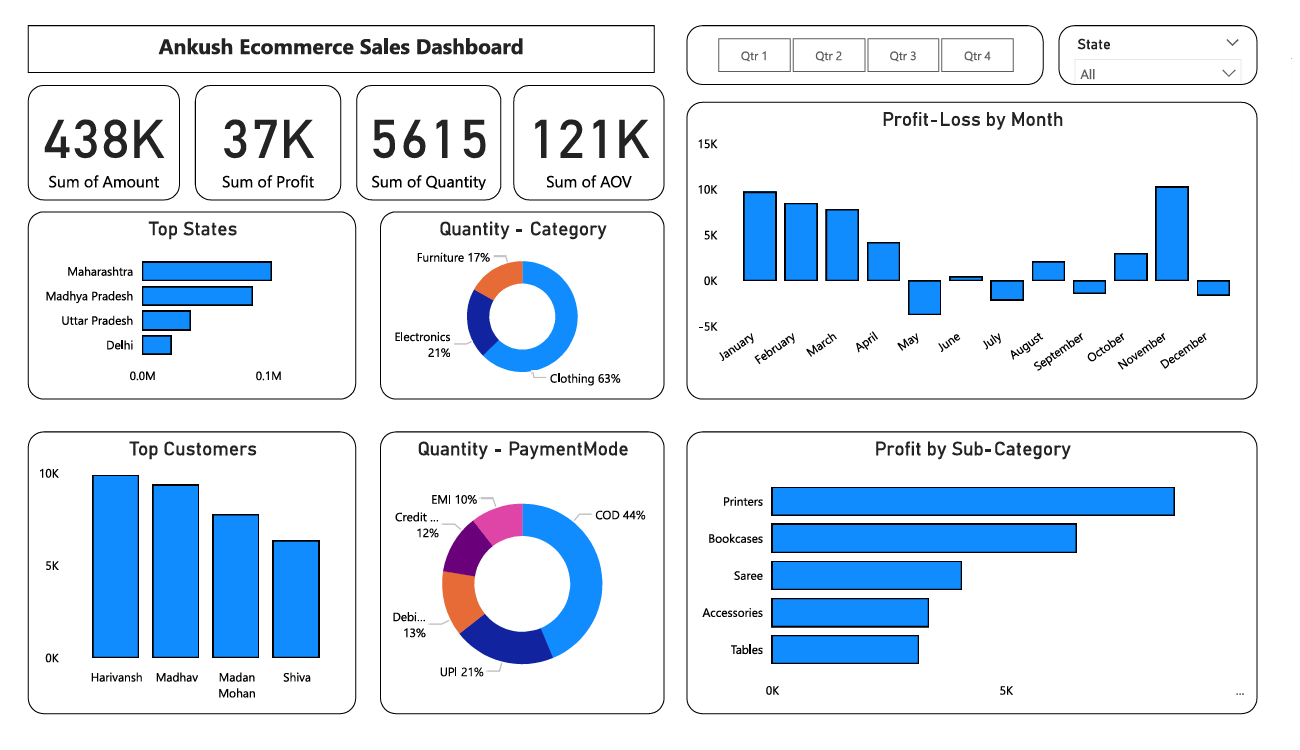 Ankush Ecommerce Sales Dashboard
Qtr 1
Qtr 2
Qtr 3
Qtr 4
State
All
438K
Sum of Amount
37K
Sum of Profit
5615
Sum of Quantity
121K
Sum of AOV
Profit-Loss by Month
15K
10K
5K
0K
-5K
January
February
March
April
May
June
July
August
September
October
November
December
Top States
Maharashtra
Madhya Pradesh
Uttar Pradesh
Delhi
0.0M
0.1M
Quantity - Category
Furniture 17%
Electronics
21%
Clothing 63%
Top Customers
10K
5K
0K
Harivansh
Madhav
Madan
Mohan
Shiva
Quantity - PaymentMode
EMI 10%
Credit ...
12%
COD 44%
Debi...
13%
UPI 21%
Profit by Sub-Category
Printers
Bookcases
Saree
Accessories
Tables
0K
5K
...